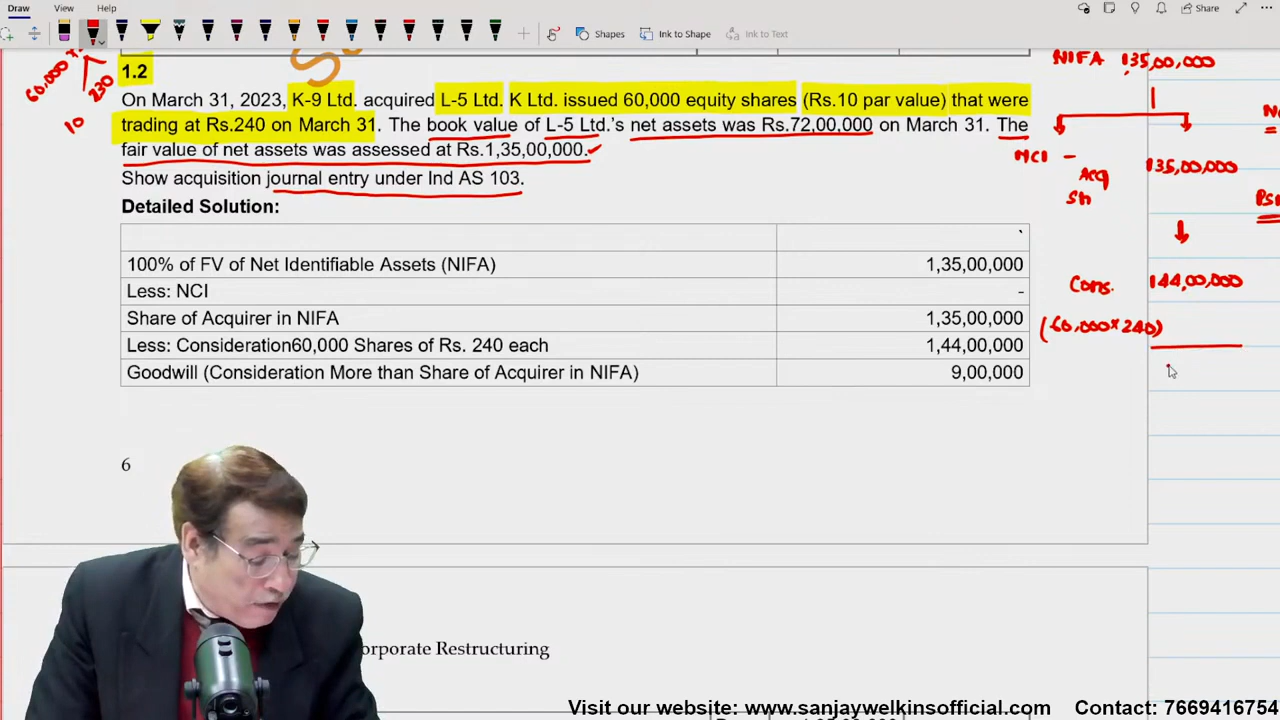 Draw View Help Share
Shapes Ink to Shape Ink to Text
1.2
60,000 ×
230
10
On March 31, 2023, K-9 Ltd. acquired L-5 Ltd. K Ltd. issued 60,000 equity shares (Rs.10 par value) that were
trading at Rs.240 on March 31. The book value of L-5 Ltd.'s net assets was Rs.72,00,000 on March 31. The
fair value of net assets was assessed at Rs.1,35,00,000.
Show acquisition journal entry under Ind AS 103.
Detailed Solution:
`
100% of FV of Net Identifiable Assets (NIFA) 1,35,00,000
Less: NCI -
Share of Acquirer in NIFA 1,35,00,000
Less: Consideration60,000 Shares of Rs. 240 each 1,44,00,000
Goodwill (Consideration More than Share of Acquirer in NIFA) 9,00,000
NIFA 135,00,000
NCI -
Acq 135,00,000
Sh
Cons. 144,00,000
(60,000×240)
6
orporate Restructuring
Visit our website: www.sanjaywelkinsofficial.com Contact: 7669416754